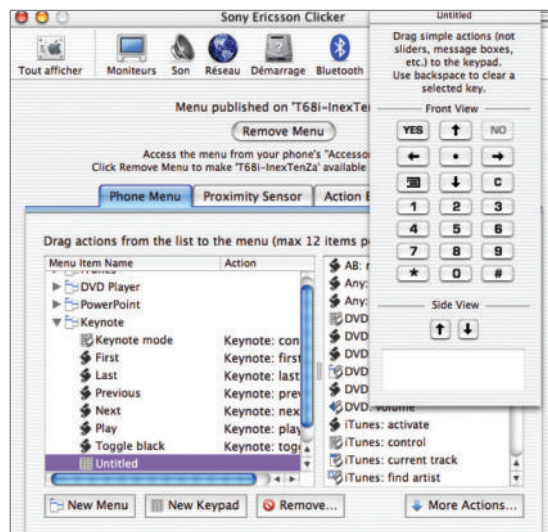 Sony Ericsson Clicker
Tout afficher
Moniteurs
Son
Réseau
Démarrage
Bluetooth
Menu published on 'T68i-InexTen
Remove Menu
Access the menu from your phone's "Accesso
Click Remove Menu to make 'T68i-InexTenZa' available
Phone Menu
Proximity Sensor
Action E
Drag actions from the list to the menu (max 12 items p
Menu Item Name
Action
DVD Player
PowerPoint
Keynote
Keynote mode
Keynote: con
First
Keynote: first
Last
Keynote: last
Previous
Keynote: prev
Next
Keynote: nex
Play
Keynote: play
Toggle black
Keynote: togg
Untitled
AB:
Any:
Any:
DVD
DVD
DVD
DVD
DVD
DVD: volume
iTunes: activate
iTunes: control
iTunes: current track
iTunes: find artist
New Menu
New Keypad
Remove...
More Actions...
Untitled
Drag simple actions (not
sliders, message boxes,
etc.) to the keypad.
Use backspace to clear a
selected key.
Front View
YES
NO
C
1 2 3
4 5 6
7 8 9
* 0 #
Side View